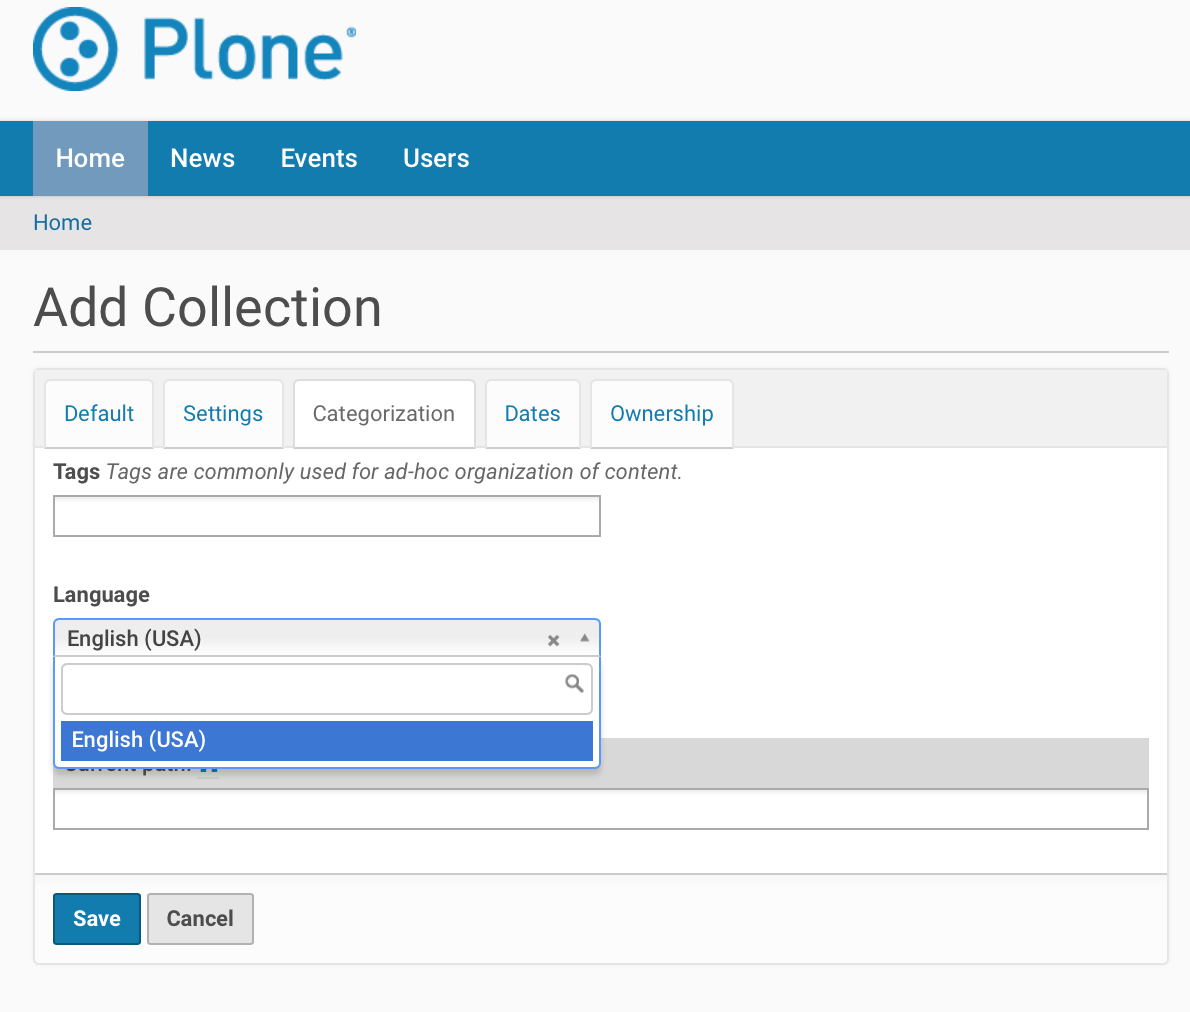 Plone®
Home News Events Users
Home
Add Collection
Default Settings Categorization Dates Ownership
Tags Tags are commonly used for ad-hoc organization of content.
Language
English (USA)
English (USA)
Save Cancel